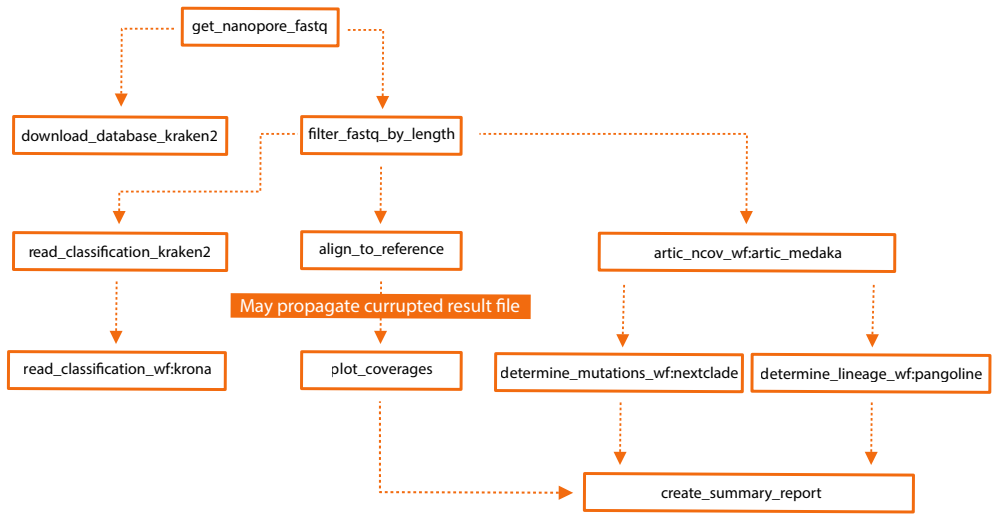 get_nanopore_fastq
download_database_kraken2
filter_fastq_by_length
read_classification_kraken2
align_to_reference
artic_ncov_wf:artic_medaka
May propagate currupted result file
read_classification_wf:krona
plot_coverages
determine_mutations_wf:nextclade
determine_lineage_wf:pangoline
create_summary_report